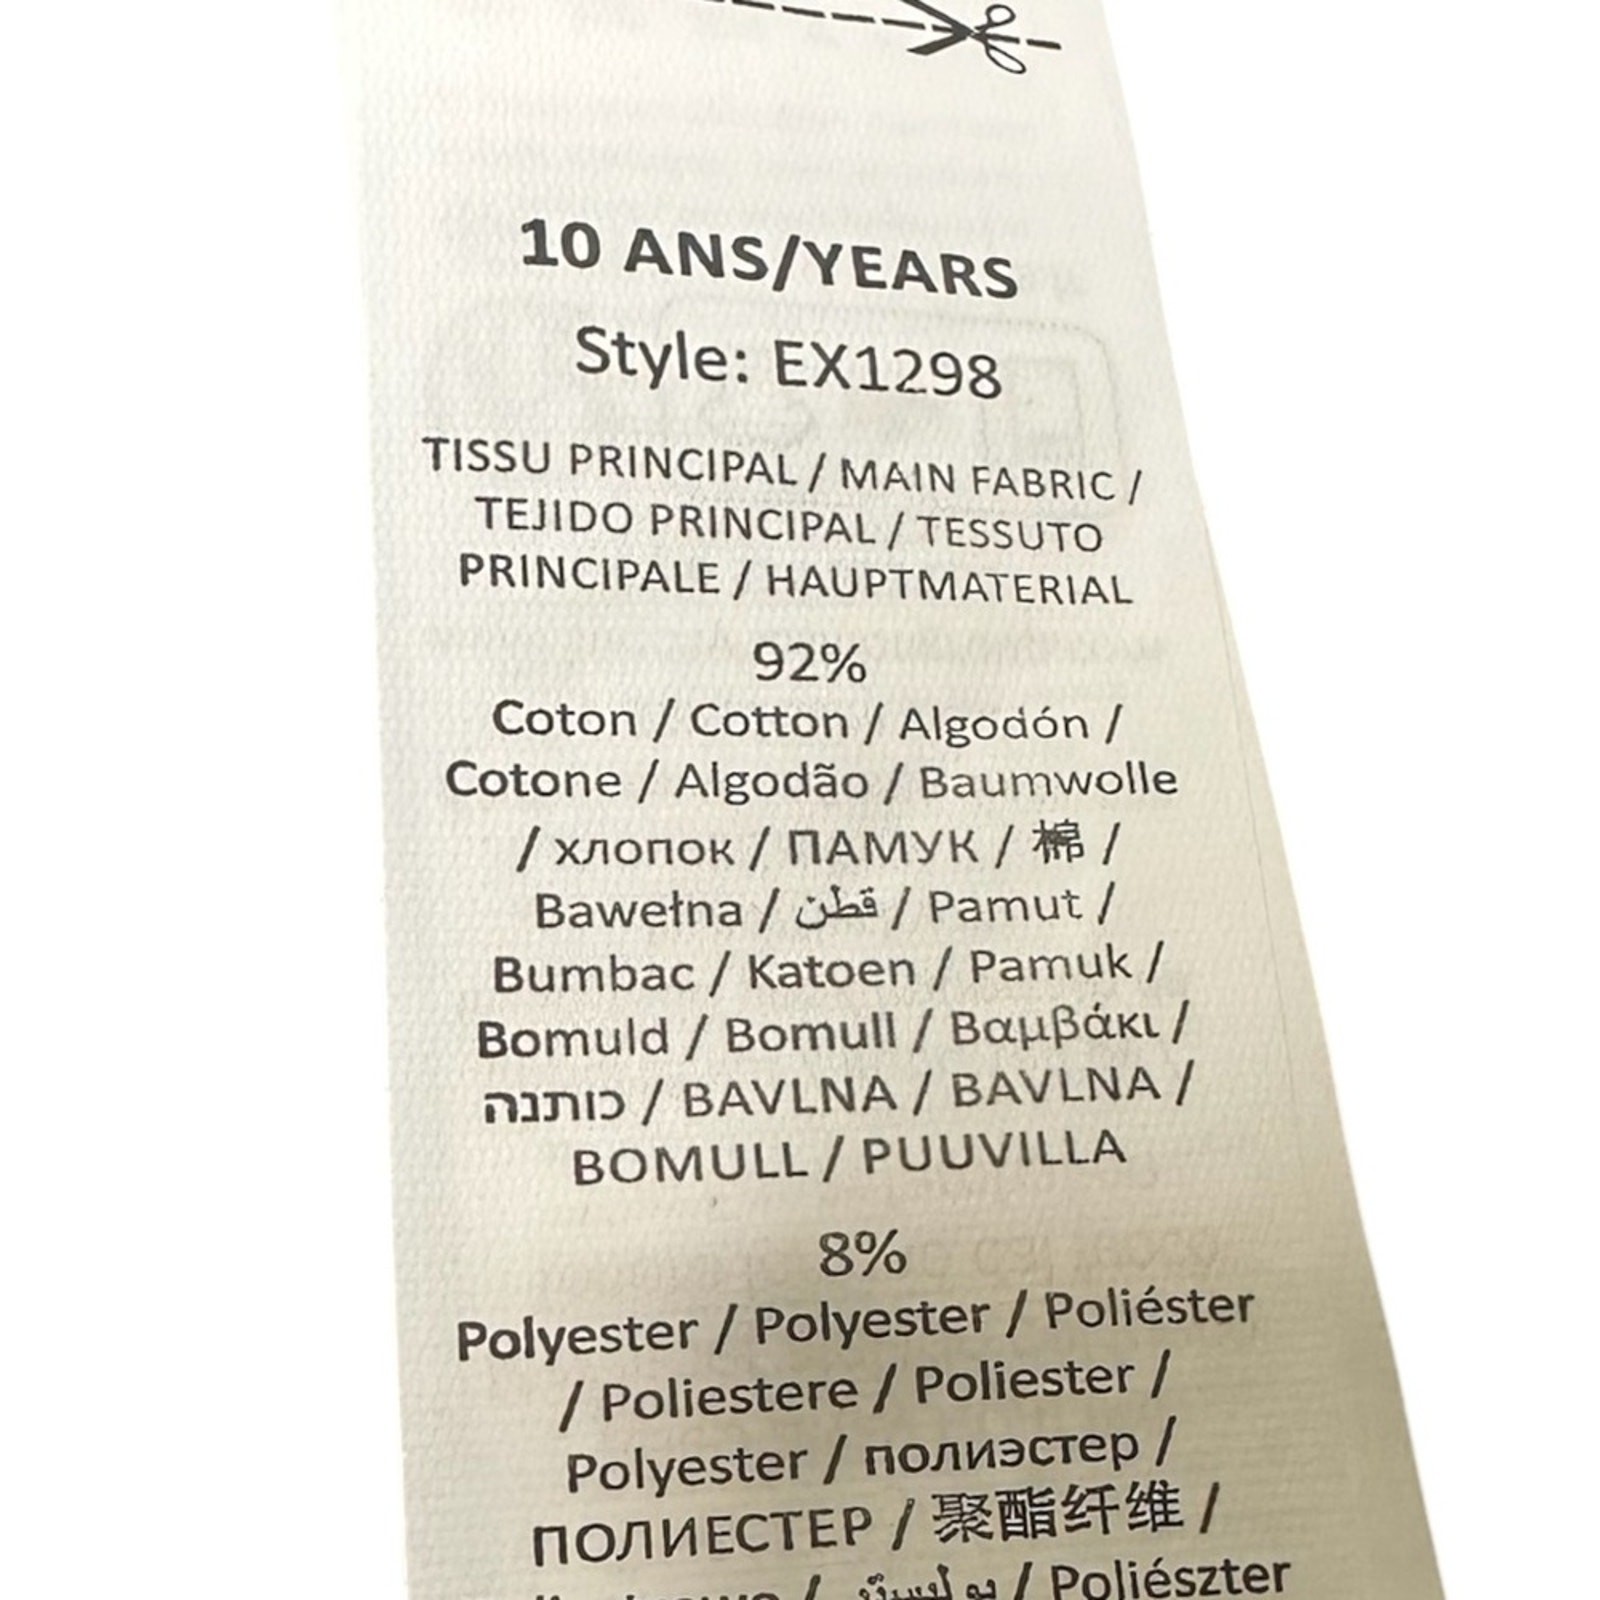 10 ANS/YEARS
Style: EX1298
TISSU PRINCIPAL / MAIN FABRIC /
TEJIDO PRINCIPAL / TESSUTO
PRINCIPALE / HAUPTMATERIAL
92%
Coton / Cotton / Algodón /
Cotone / Algodão / Baumwolle
/ хлопок / ПАМУК / 棉 /
Bawełna / قطن / Pamut /
Bumbac / Katoen / Pamuk /
Bomuld / Bomull / Βαμβάκι /
כותנה / BAVLNA / BAVLNA /
BOMULL / PUUVILLA
8%
Polyester / Polyester / Poliéster
/ Poliestere / Poliester /
Polyester / полиэстер /
ПОЛИЕСТЕР / 聚酯纤维 /
/ / Poliészter